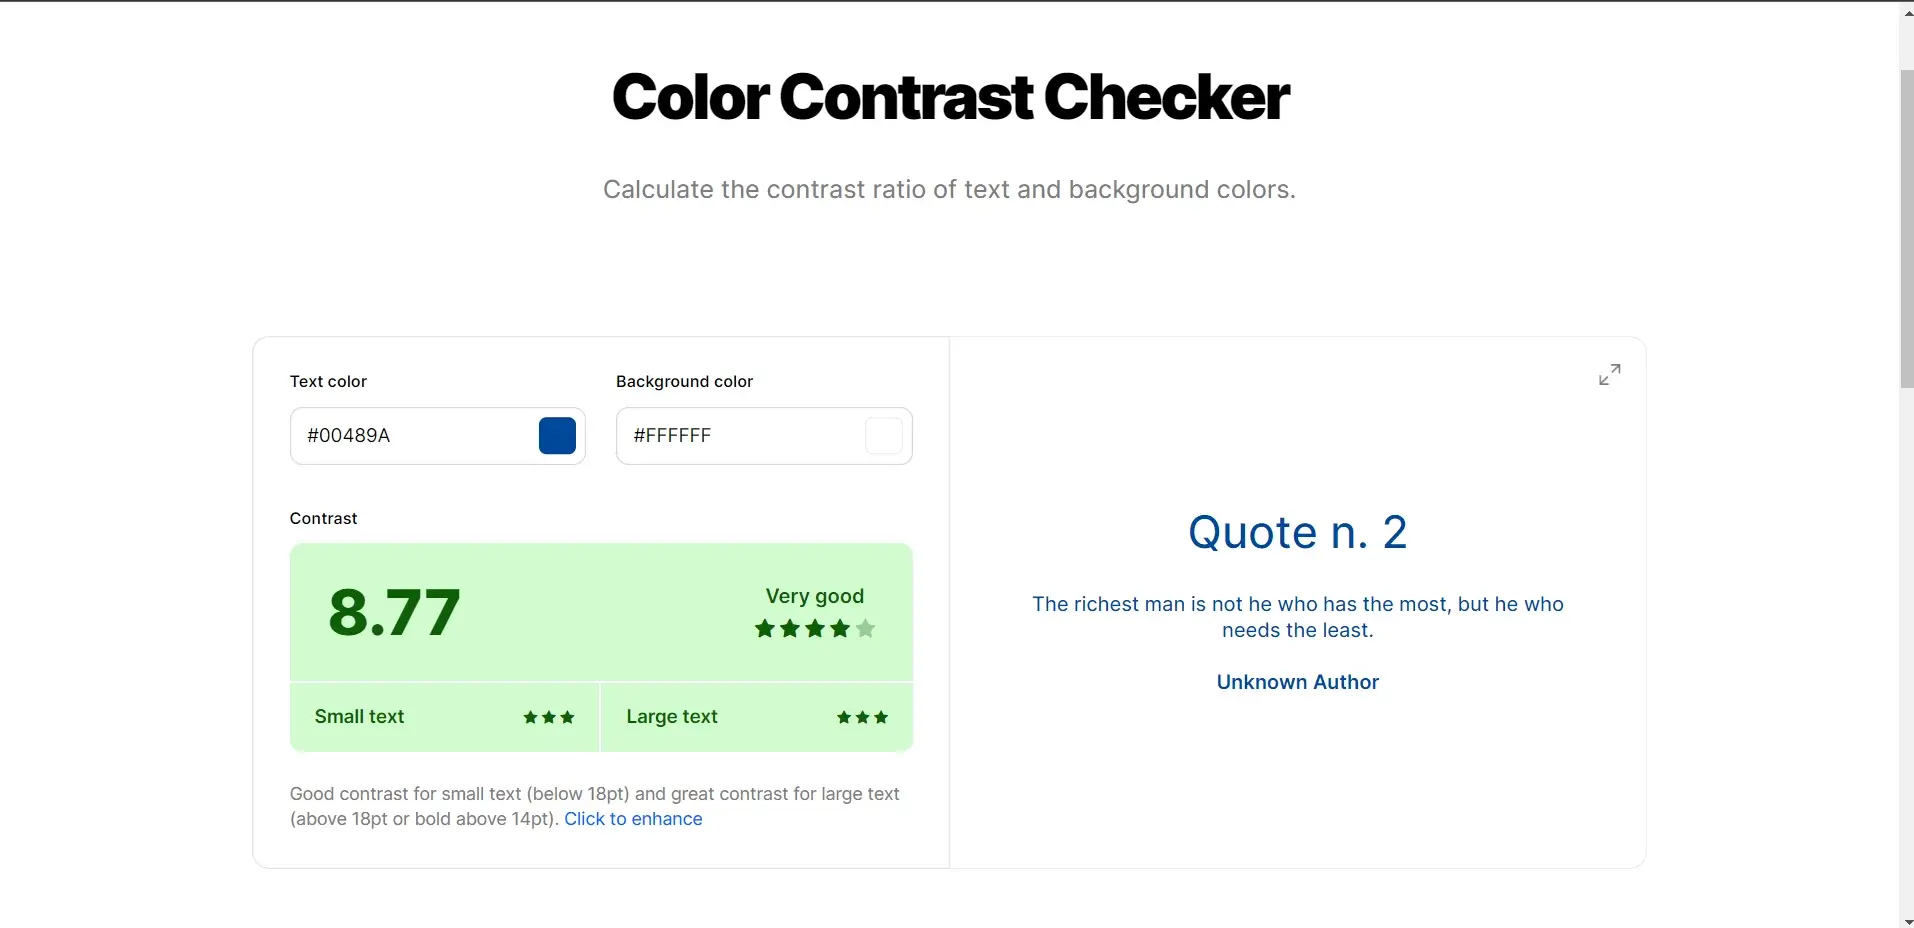 Color Contrast Checker
Calculate the contrast ratio of text and background colors.
Text color
Background color
#00489A
#FFFFFF
Contrast
8.77
Very good
Small text
Large text
Good contrast for small text (below 18pt) and great contrast for large text
(above 18pt or bold above 14pt). Click to enhance
Quote n. 2
The richest man is not he who has the most, but he who
needs the least.
Unknown Author